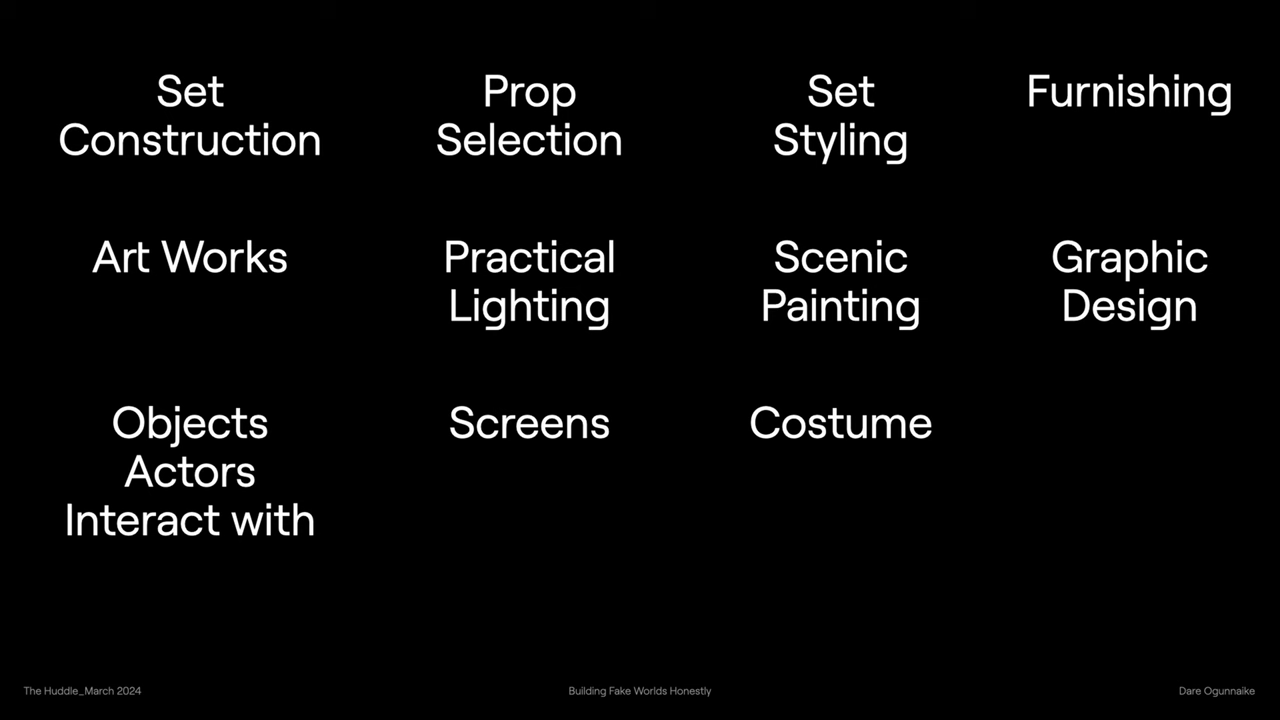 Set
Construction
Prop
Selection
Set
Styling
Furnishing
Art Works
Practical
Lighting
Scenic
Painting
Graphic
Design
Objects
Actors
Interact with
Screens
Costume
The Huddle_March 2024
Building Fake Worlds Honestly
Dare Ogunnaike